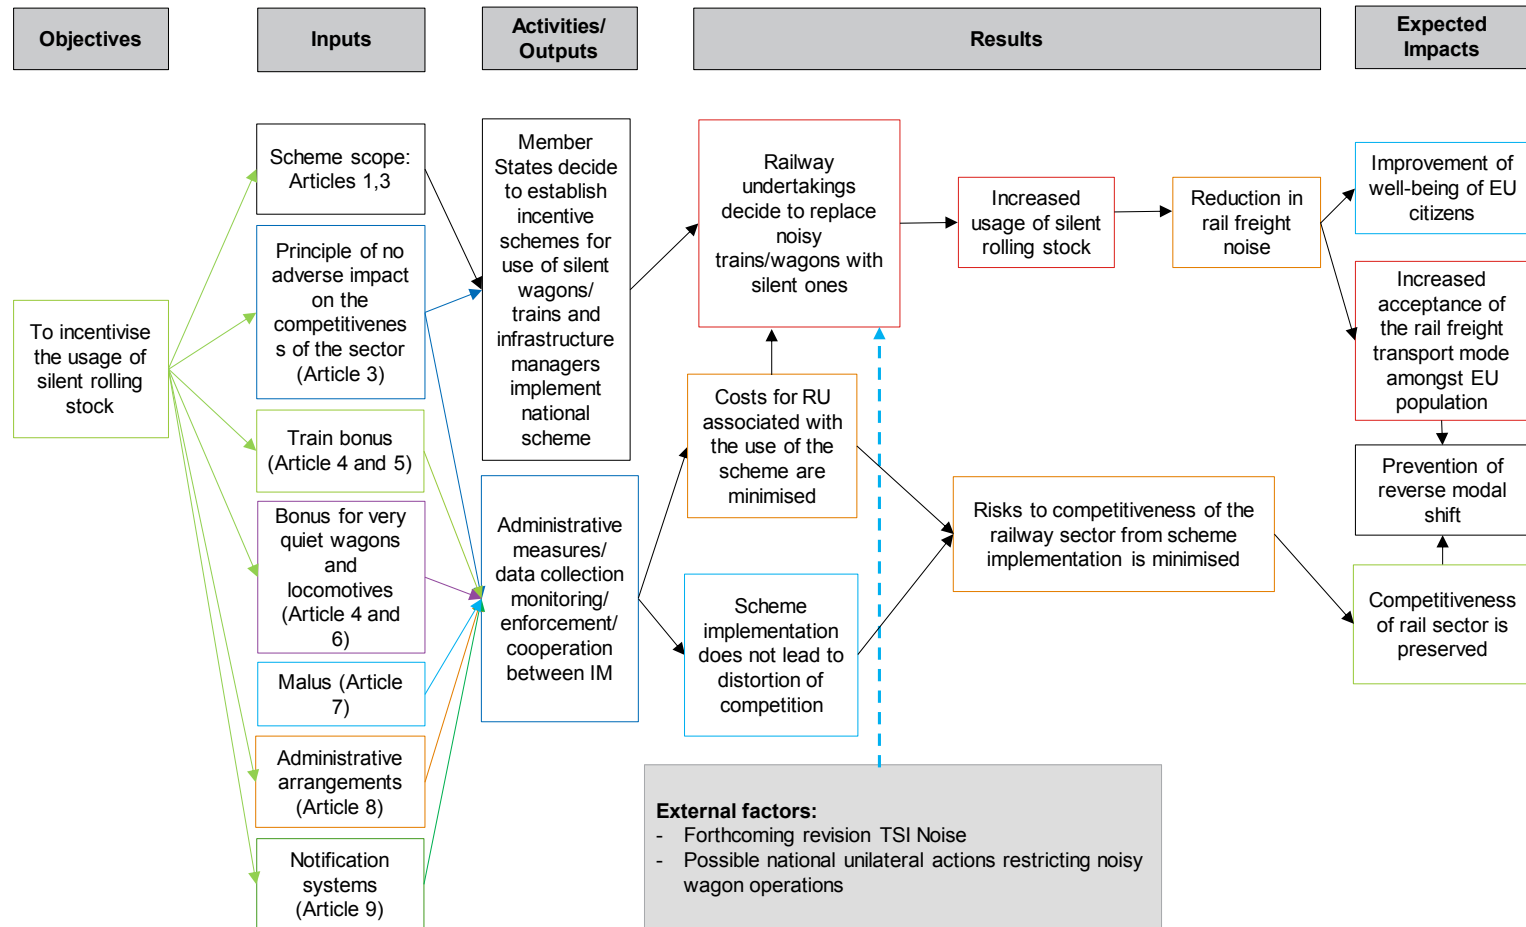 Objectives
Inputs
Activities/
Outputs
Results
Expected
Impacts
To incentivise
the usage of
silent rolling
stock
Scheme scope:
Articles 1,3
Principle of no
adverse impact
on the
competitivenes
s of the sector
(Article 3)
Train bonus
(Article 4 and 5)
Bonus for very
quiet wagons
and
locomotives
(Article 4 and
6)
Malus (Article
7)
Administrative
arrangements
(Article 8)
Notification
systems
(Article 9)
Member
States decide
to establish
incentive
schemes for
use of silent
wagons/
trains and
infrastructure
managers
implement
national
scheme
Administrative
measures/
data collection
monitoring/
enforcement/
cooperation
between IM
Railway
undertakings
decide to replace
noisy
trains/wagons with
silent ones
Costs for RU
associated with
the use of the
scheme are
minimised
Scheme
implementation
does not lead to
distortion of
competition
Increased
usage of silent
rolling stock
Reduction in
rail freight
noise
Risks to competitiveness of the
railway sector from scheme
implementation is minimised
Improvement of
well-being of EU
citizens
Increased
acceptance of
the rail freight
transport mode
amongst EU
population
Prevention of
reverse modal
shift
Competitiveness
of rail sector is
preserved
External factors:
- Forthcoming revision TSI Noise
- Possible national unilateral actions restricting noisy
wagon operations